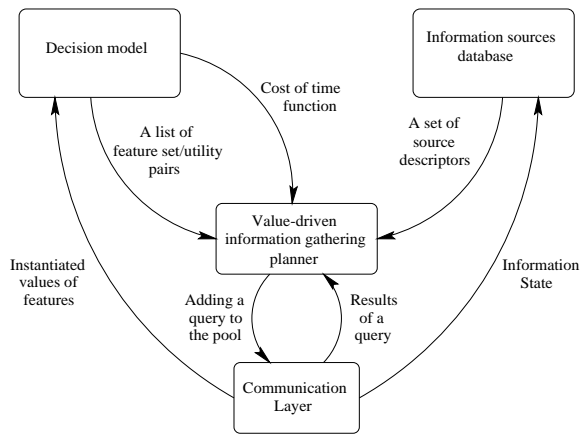 Decision model
Information sources
database
Cost of time
function
A list of
feature set/utility
pairs
A set of
source
descriptors
Value-driven
information gathering
planner
Instantiated
values of
features
Adding a
query to
the pool
Results
of a
query
Information
State
Communication
Layer